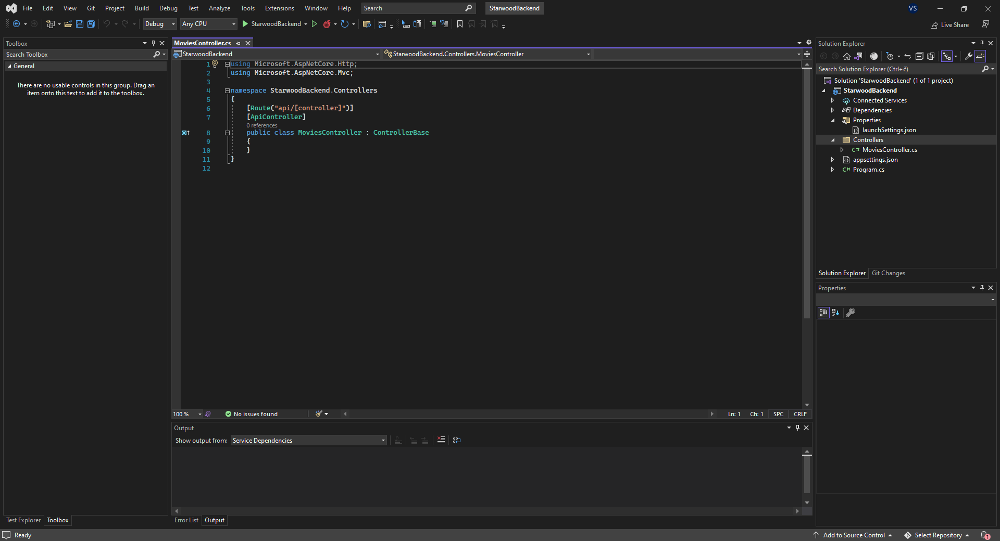 File Edit View Git Project Build Debug Test Analyze Tools Extensions Window Help Search StarwoodBackend VS
Debug Any CPU StarwoodBackend Live Share
Toolbox
Search Toolbox
General
There are no usable controls in this group. Drag an
item onto this text to add it to the toolbox.
Test Explorer Toolbox
MoviesController.cs
StarwoodBackend StarwoodBackend.Controllers.MoviesController
1 using Microsoft.AspNetCore.Http;
2 using Microsoft.AspNetCore.Mvc;
3
4 namespace StarwoodBackend.Controllers
5 {
6 [Route("api/[controller]")]
7 [ApiController]
0 references
8 public class MoviesController : ControllerBase
9 {
10 }
11 }
12
100 % No issues found Ln: 1 Ch: 1 SPC CRLF
Output
Show output from: Service Dependencies
Error List Output
Solution Explorer
Search Solution Explorer (Ctrl+č)
Solution 'StarwoodBackend' (1 of 1 project)
StarwoodBackend
Connected Services
Dependencies
Properties
launchSettings.json
Controllers
C# MoviesController.cs
appsettings.json
C# Program.cs
Solution Explorer Git Changes
Properties
Ready Add to Source Control Select Repository 1